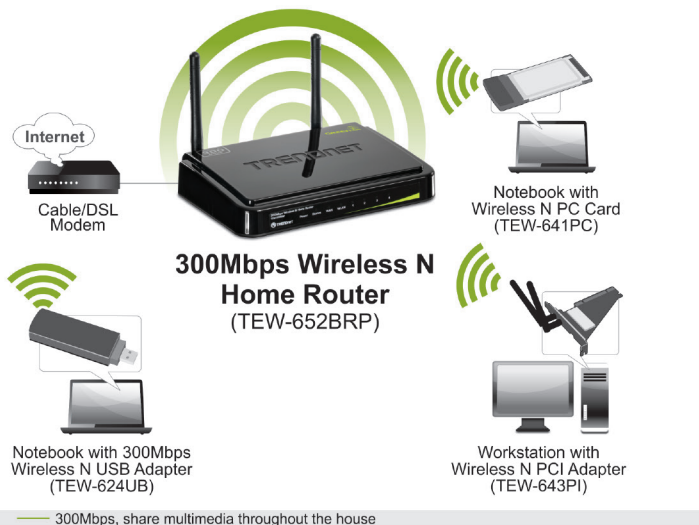 Internet
Cable/DSL
Modem
TRENDNET
300Mbps Wireless N
Home Router
(TEW-652BRP)
Notebook with
Wireless N PC Card
(TEW-641PC)
Notebook with 300Mbps
Wireless N USB Adapter
(TEW-624UB)
Workstation with
Wireless N PCI Adapter
(TEW-643PI)
300Mbps, share multimedia throughout the house